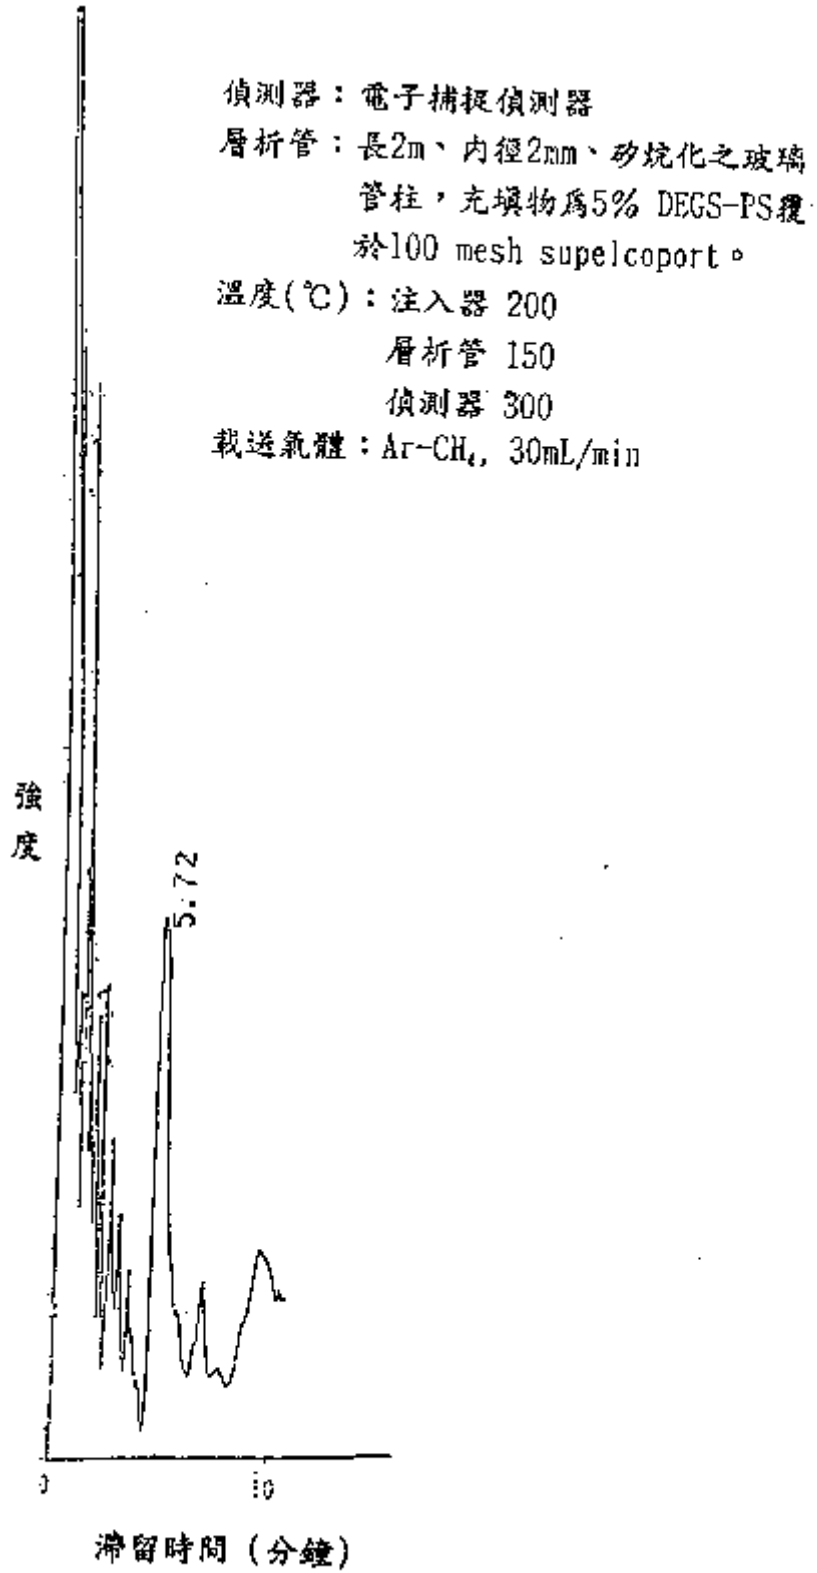 偵測器：電子捕捉偵測器
層析管：長2m、內徑2mm、矽烷化之玻璃
管柱，充填物爲5% DEGS-PS覆
於100 mesh supelcoport。
溫度(℃)：注入器 200
層析管 150
偵測器 300
載送氣體：Ar-CH₄, 30mL/min
強度
5.72
0
10
滯留時間 (分鐘)